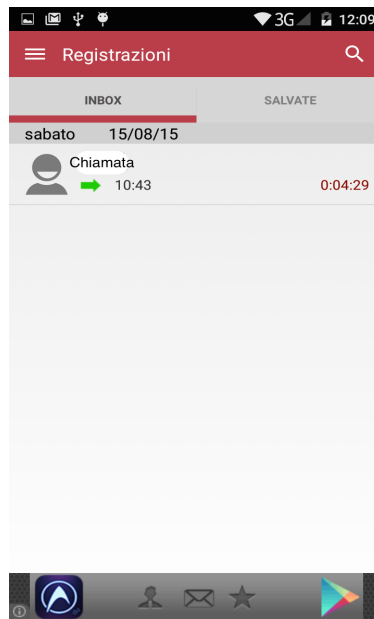 3G 12:09
Registrazioni
INBOX SALVATE
sabato 15/08/15
Chiamata
10:43 0:04:29